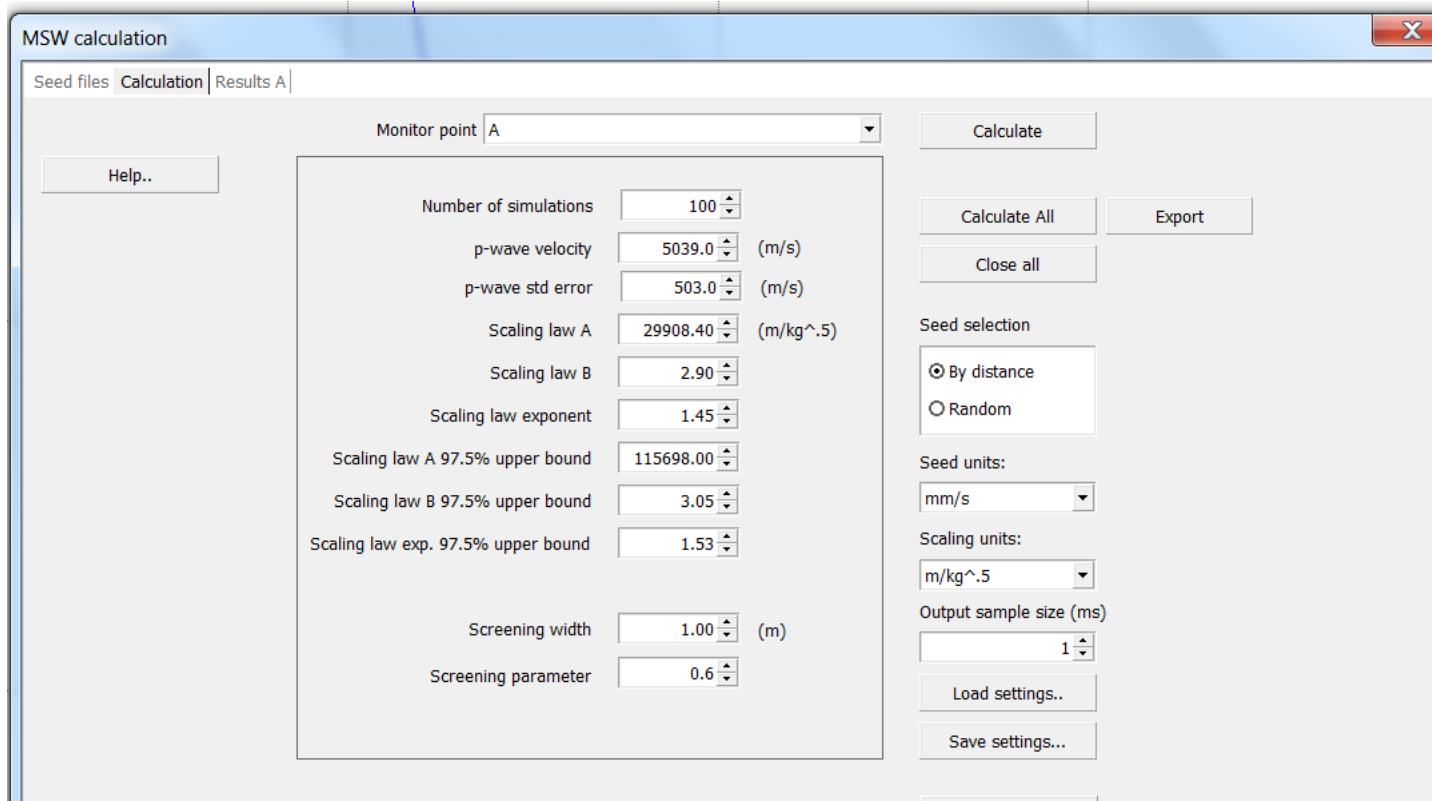 MSW calculation
X
Seed files Calculation Results A
Monitor point A
Calculate
Help..
Number of simulations 100
Calculate All Export
p-wave velocity 5039.0 (m/s)
Close all
p-wave std error 503.0 (m/s)
Scaling law A 29908.40 (m/kg^.5)
Seed selection
Scaling law B 2.90
By distance
Scaling law exponent 1.45
Random
Scaling law A 97.5% upper bound 115698.00
Seed units:
Scaling law B 97.5% upper bound 3.05
mm/s
Scaling law exp. 97.5% upper bound 1.53
Scaling units:
m/kg^.5
Output sample size (ms)
Screening width 1.00 (m)
1
Screening parameter 0.6
Load settings..
Save settings...